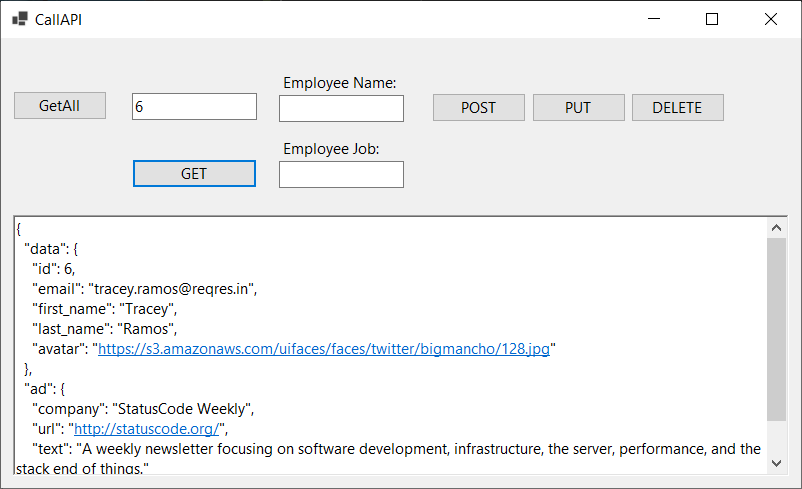 CallAPI
Employee Name:
GetAll
6
POST
PUT
DELETE
Employee Job:
GET
{
"data": {
"id": 6,
"email": "tracey.ramos@reqres.in",
"first_name": "Tracey",
"last_name": "Ramos",
"avatar": "https://s3.amazonaws.com/uifaces/faces/twitter/bigmancho/128.jpg"
},
"ad": {
"company": "StatusCode Weekly",
"url": "http://statuscode.org/",
"text": "A weekly newsletter focusing on software development, infrastructure, the server, performance, and the
stack end of things."